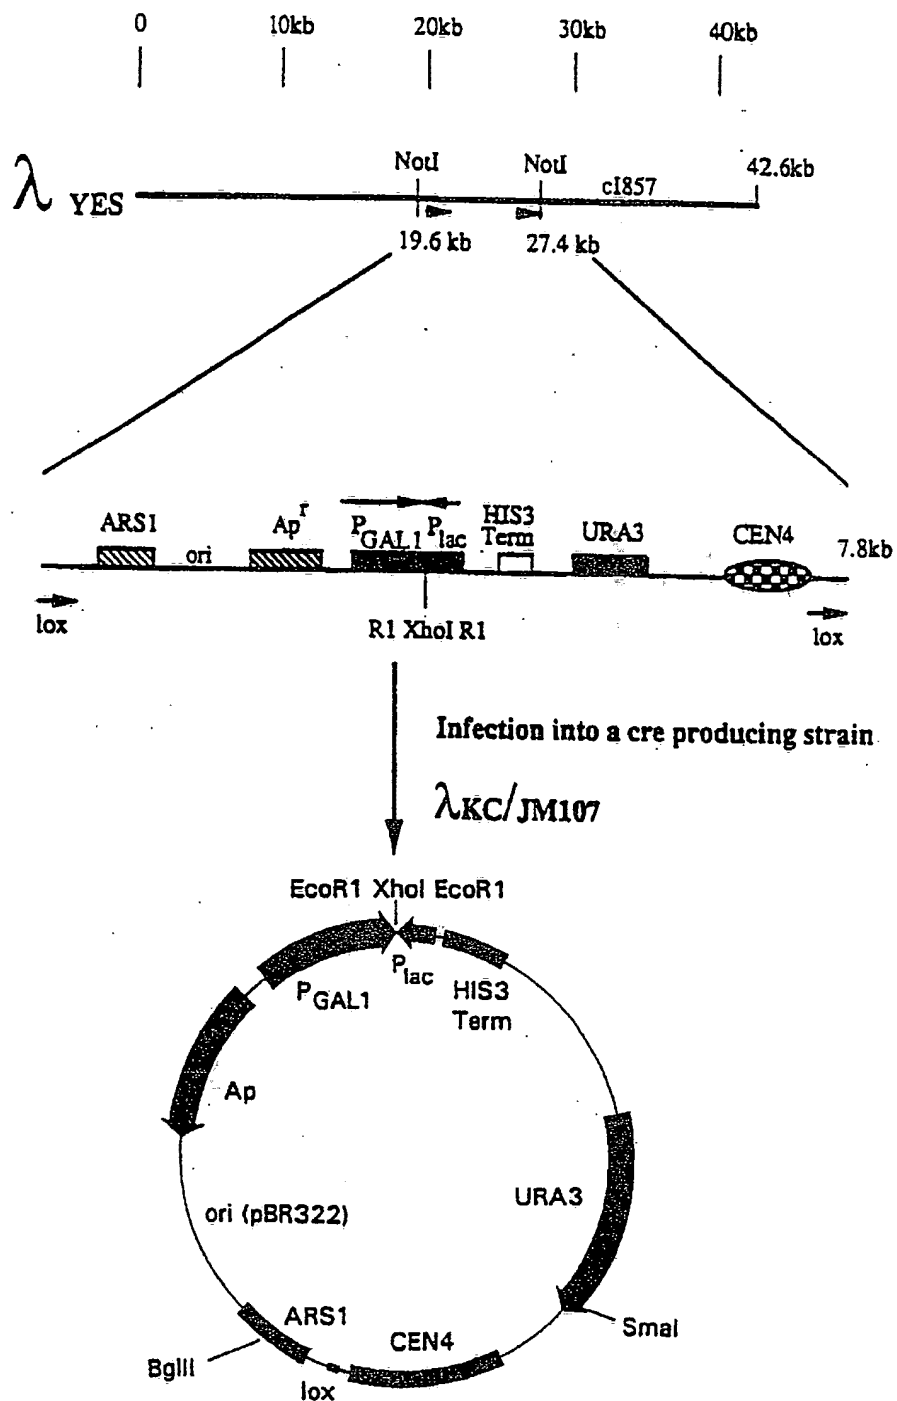 0 10kb 20kb 30kb 40kb
NotI NotI 42.6kb
λ YES cI857
19.6 kb 27.4 kb
ARS1 ori Ap^r P_GAL1 P_lac HIS3 Term URA3 CEN4 7.8kb
lox lox
R1 XhoI R1
Infection into a cre producing strain
λKC/JM107
EcoR1 XhoI EcoR1
P_GAL1 P_lac HIS3
Term
Ap
URA3
ori (pBR322)
ARS1 CEN4 SmaI
BglII
lox